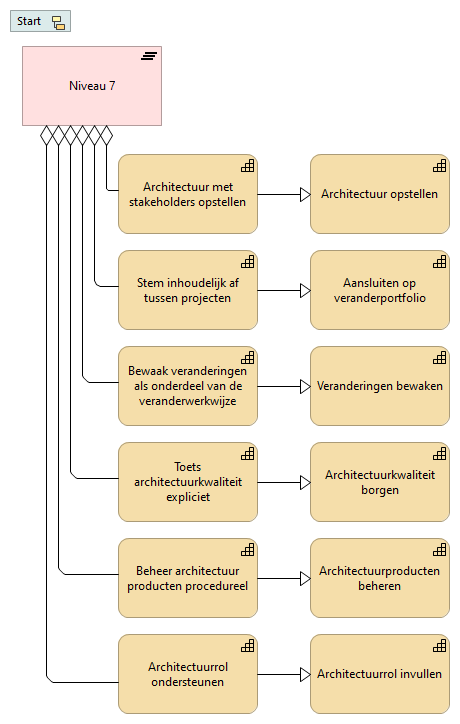 Start
Niveau 7
Architectuur met
stakeholders opstellen
Architectuur opstellen
Stem inhoudelijk af
tussen projecten
Aansluiten op
veranderportfolio
Bewaak veranderingen
als onderdeel van de
veranderwerkwijze
Veranderingen bewaken
Toets
architectuurkwaliteit
expliciet
Architectuurkwaliteit
borgen
Beheer architectuur
producten procedureel
Architectuurproducten
beheren
Architectuurrol
ondersteunen
Architectuurrol invullen